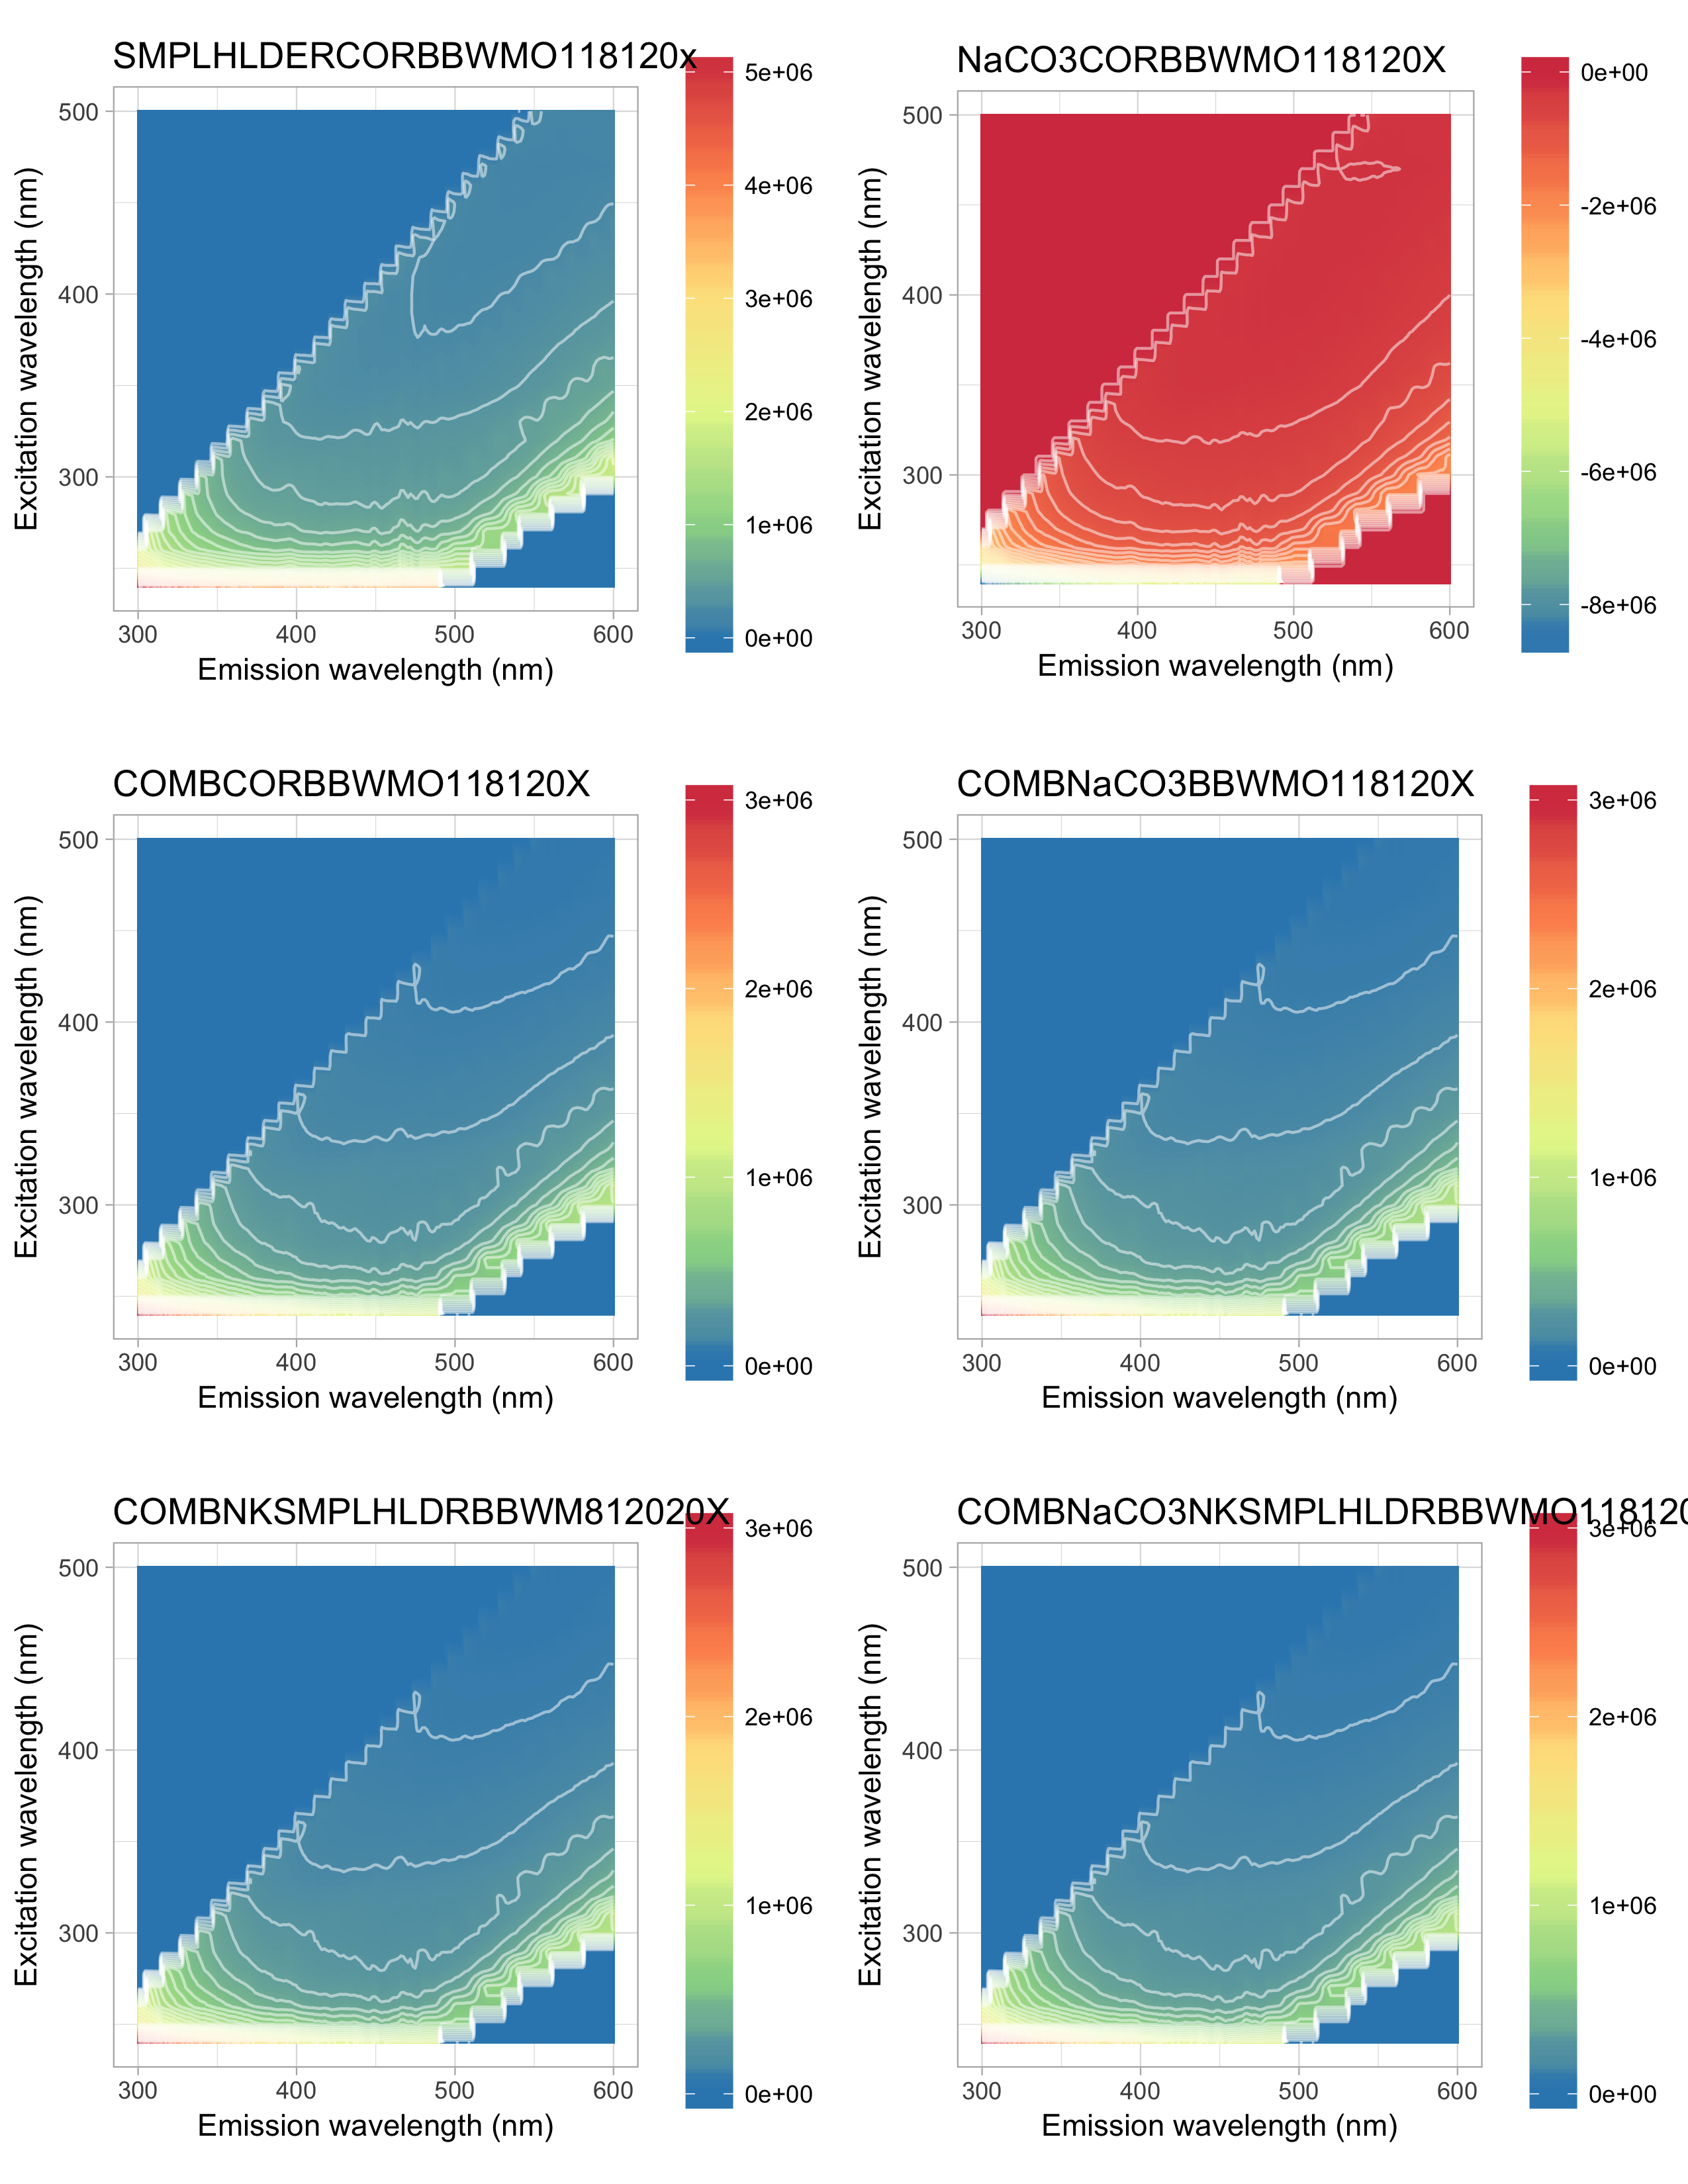 SMPLHLDERCORBBWMO118120x
5e+06
4e+06
3e+06
2e+06
1e+06
0e+00
500
400
300
300 400 500 600
Emission wavelength (nm)
Excitation wavelength (nm)
NaCO3CORBBWMO118120X
0e+00
-2e+06
-4e+06
-6e+06
-8e+06
500
400
300
300 400 500 600
Emission wavelength (nm)
Excitation wavelength (nm)
COMBCORBBWMO118120X
3e+06
2e+06
1e+06
0e+00
500
400
300
300 400 500 600
Emission wavelength (nm)
Excitation wavelength (nm)
COMBNaCO3BBWMO118120X
3e+06
2e+06
1e+06
0e+00
500
400
300
300 400 500 600
Emission wavelength (nm)
Excitation wavelength (nm)
COMBNKSMPLHLDRBBWM812020X
3e+06
2e+06
1e+06
0e+00
500
400
300
300 400 500 600
Emission wavelength (nm)
Excitation wavelength (nm)
COMBNaCO3NKSMPLHLDRBBWMO118120
3e+06
2e+06
1e+06
0e+00
500
400
300
300 400 500 600
Emission wavelength (nm)
Excitation wavelength (nm)